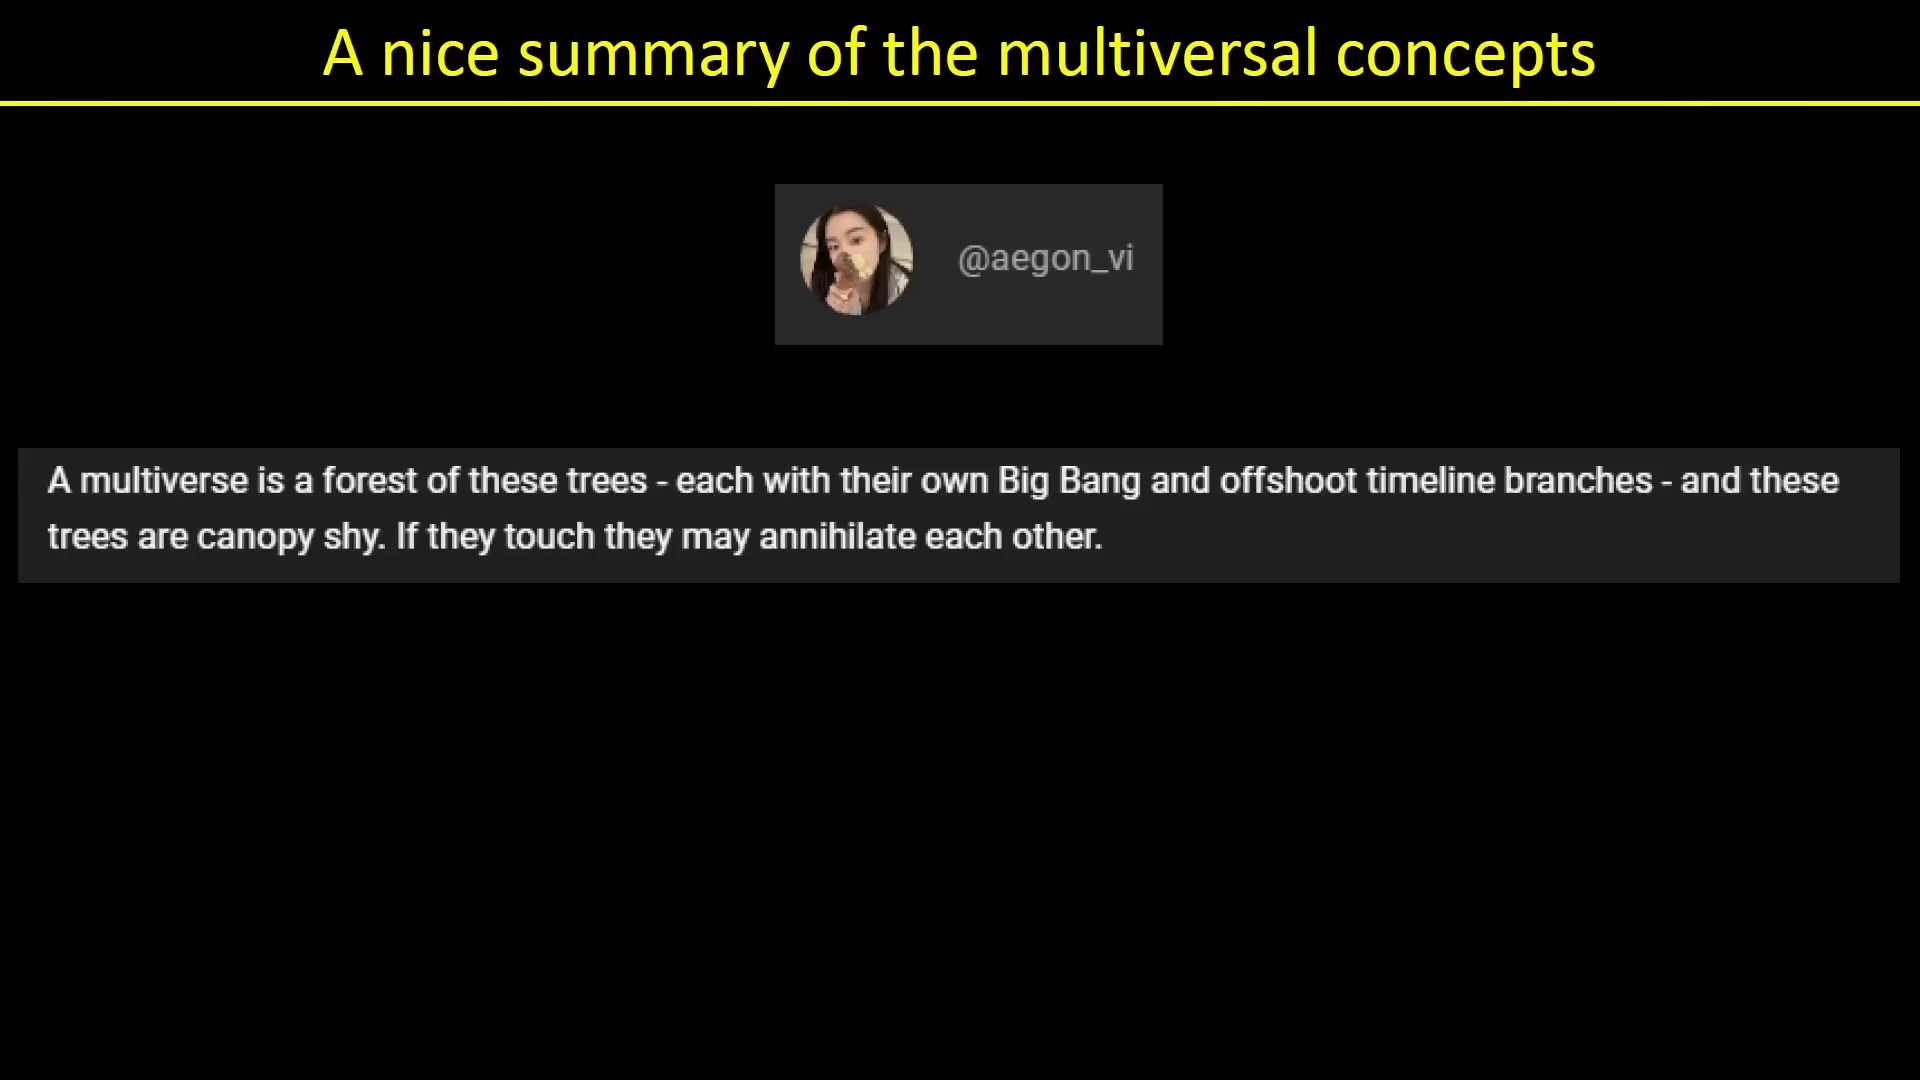 A nice summary of the multiversal concepts
@aegon_vi
A multiverse is a forest of these trees - each with their own Big Bang and offshoot timeline branches - and these
trees are canopy shy. If they touch they may annihilate each other.